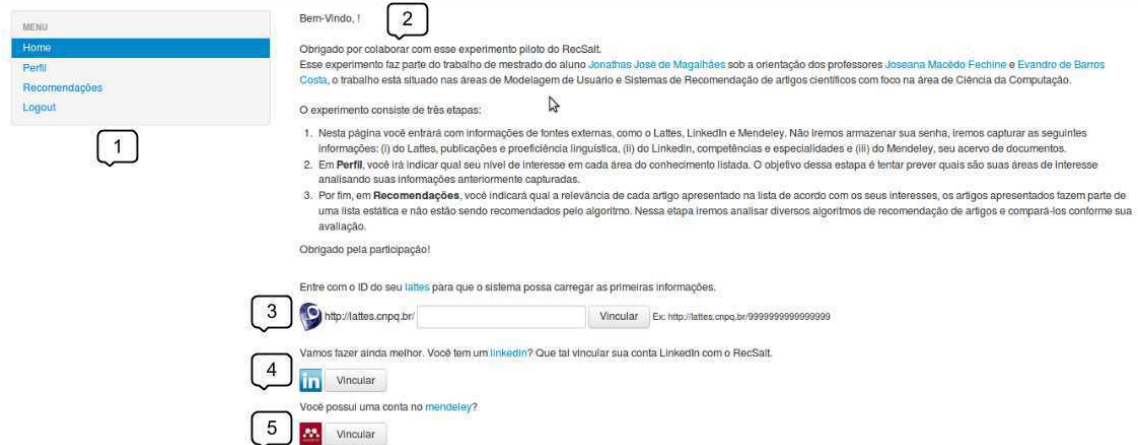 MENU
Home
Perfil
Recomendações
Logout
1
Bem-Vindo, !
2
Obrigado por colaborar com esse experimento piloto do RecSalt.
Esse experimento faz parte do trabalho de mestrado do aluno Jonathas José de Magalhães sob a orientação dos professores Joseana Macêdo Fechine e Evandro de Barros
Costa, o trabalho está situado nas áreas de Modelagem de Usuário e Sistemas de Recomendação de artigos científicos com foco na área de Ciência da Computação.
O experimento consiste de três etapas:
1. Nesta página você entrará com informações de fontes externas, como o Lattes, LinkedIn e Mendeley. Não iremos armazenar sua senha, iremos capturar as seguintes
informações: (i) do Lattes, publicações e proeficiência linguística, (ii) do Linkedin, competências e especialidades e (iii) do Mendeley, seu acervo de documentos.
2. Em Perfil, você irá indicar qual seu nível de interesse em cada área do conhecimento listada. O objetivo dessa estapa é tentar prever quais são suas áreas de interesse
analisando suas informações anteriormente capturadas.
3. Por fim, em Recomendações, você indicará qual a relevância de cada artigo apresentado na lista de acordo com os seus interesses, os artigos apresentados fazem parte de
uma lista estática e não estão sendo recomendados pelo algoritmo. Nessa etapa iremos analisar diversos algoritmos de recomendação de artigos e compará-los conforme sua
avaliação.
Obrigado pela participação!
Entre com o ID do seu lattes para que o sistema possa carregar as primeiras informações.
3
http://lattes.cnpq.br/ Vincular Ex: http://lattes.cnpq.br/9999999999999999
Vamos fazer ainda melhor. Você tem um linkedin? Que tal vincular sua conta LinkedIn com o RecSalt.
4
in Vincular
Você possui uma conta no mendeley?
5
Vincular